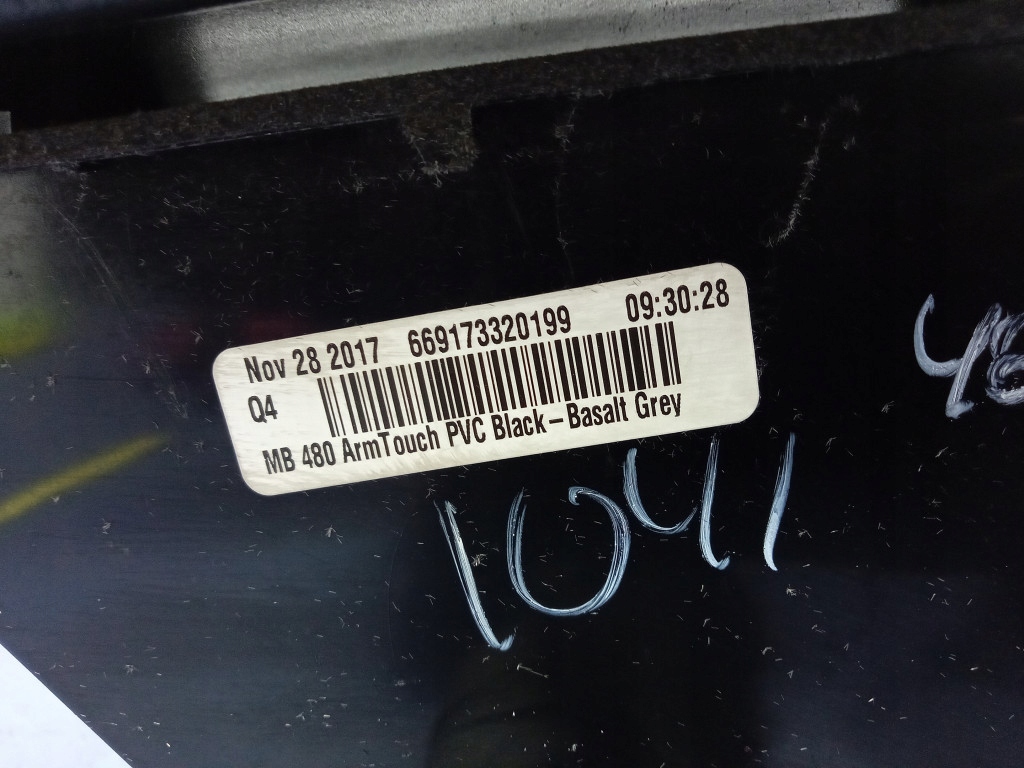 Nov 28 2017 669173320199 09:30:28
Q4
MB 480 ArmTouch PVC Black–Basalt Grey
1041